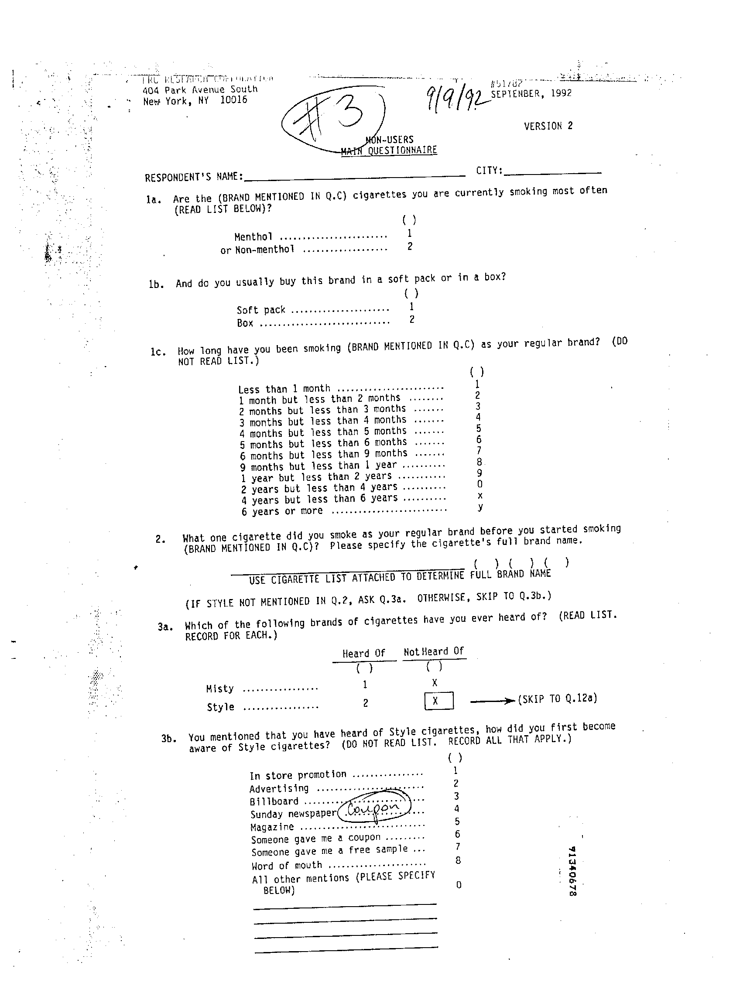 TRC RESEARCH CORPORATION
404 Park Avenue South
New York, NY 10016
#51782
SEPTEMBER, 1992
9/9/92
#3
VERSION 2
NON-USERS
MAIN QUESTIONNAIRE
RESPONDENT'S NAME: CITY:
1a. Are the (BRAND MENTIONED IN Q.C) cigarettes you are currently smoking most often
(READ LIST BELOW)?
( )
Menthol ........................ 1
or Non-menthol ................... 2
1b. And do you usually buy this brand in a soft pack or in a box?
( )
Soft pack ...................... 1
Box ............................ 2
1c. How long have you been smoking (BRAND MENTIONED IN Q.C) as your regular brand? (DO
NOT READ LIST.)
( )
Less than 1 month ....................... 1
1 month but less than 2 months ........ 2
2 months but less than 3 months ....... 3
3 months but less than 4 months ....... 4
4 months but less than 5 months ....... 5
5 months but less than 6 months ....... 6
6 months but less than 9 months ....... 7
9 months but less than 1 year .......... 8
1 year but less than 2 years ........... 9
2 years but less than 4 years .......... 0
4 years but less than 6 years .......... x
6 years or more ......................... y
2. What one cigarette did you smoke as your regular brand before you started smoking
(BRAND MENTIONED IN Q.C)? Please specify the cigarette's full brand name.
( ) ( ) ( )
USE CIGARETTE LIST ATTACHED TO DETERMINE FULL BRAND NAME
(IF STYLE NOT MENTIONED IN Q.2, ASK Q.3a. OTHERWISE, SKIP TO Q.3b.)
3a. Which of the following brands of cigarettes have you ever heard of? (READ LIST.
RECORD FOR EACH.)
Heard Of Not Heard Of
( ) ( )
Misty ................. 1 X
Style ................. 2 X (SKIP TO Q.12a)
3b. You mentioned that you have heard of Style cigarettes, how did you first become
aware of Style cigarettes? (DO NOT READ LIST. RECORD ALL THAT APPLY.)
( )
In store promotion ................ 1
Advertising ........................ 2
Billboard .......................... 3
Sunday newspaper Coupon ... 4
Magazine ........................... 5
Someone gave me a coupon ......... 6
Someone gave me a free sample ... 7
Word of mouth ...................... 8
All other mentions (PLEASE SPECIFY
BELOW) 0
91340678